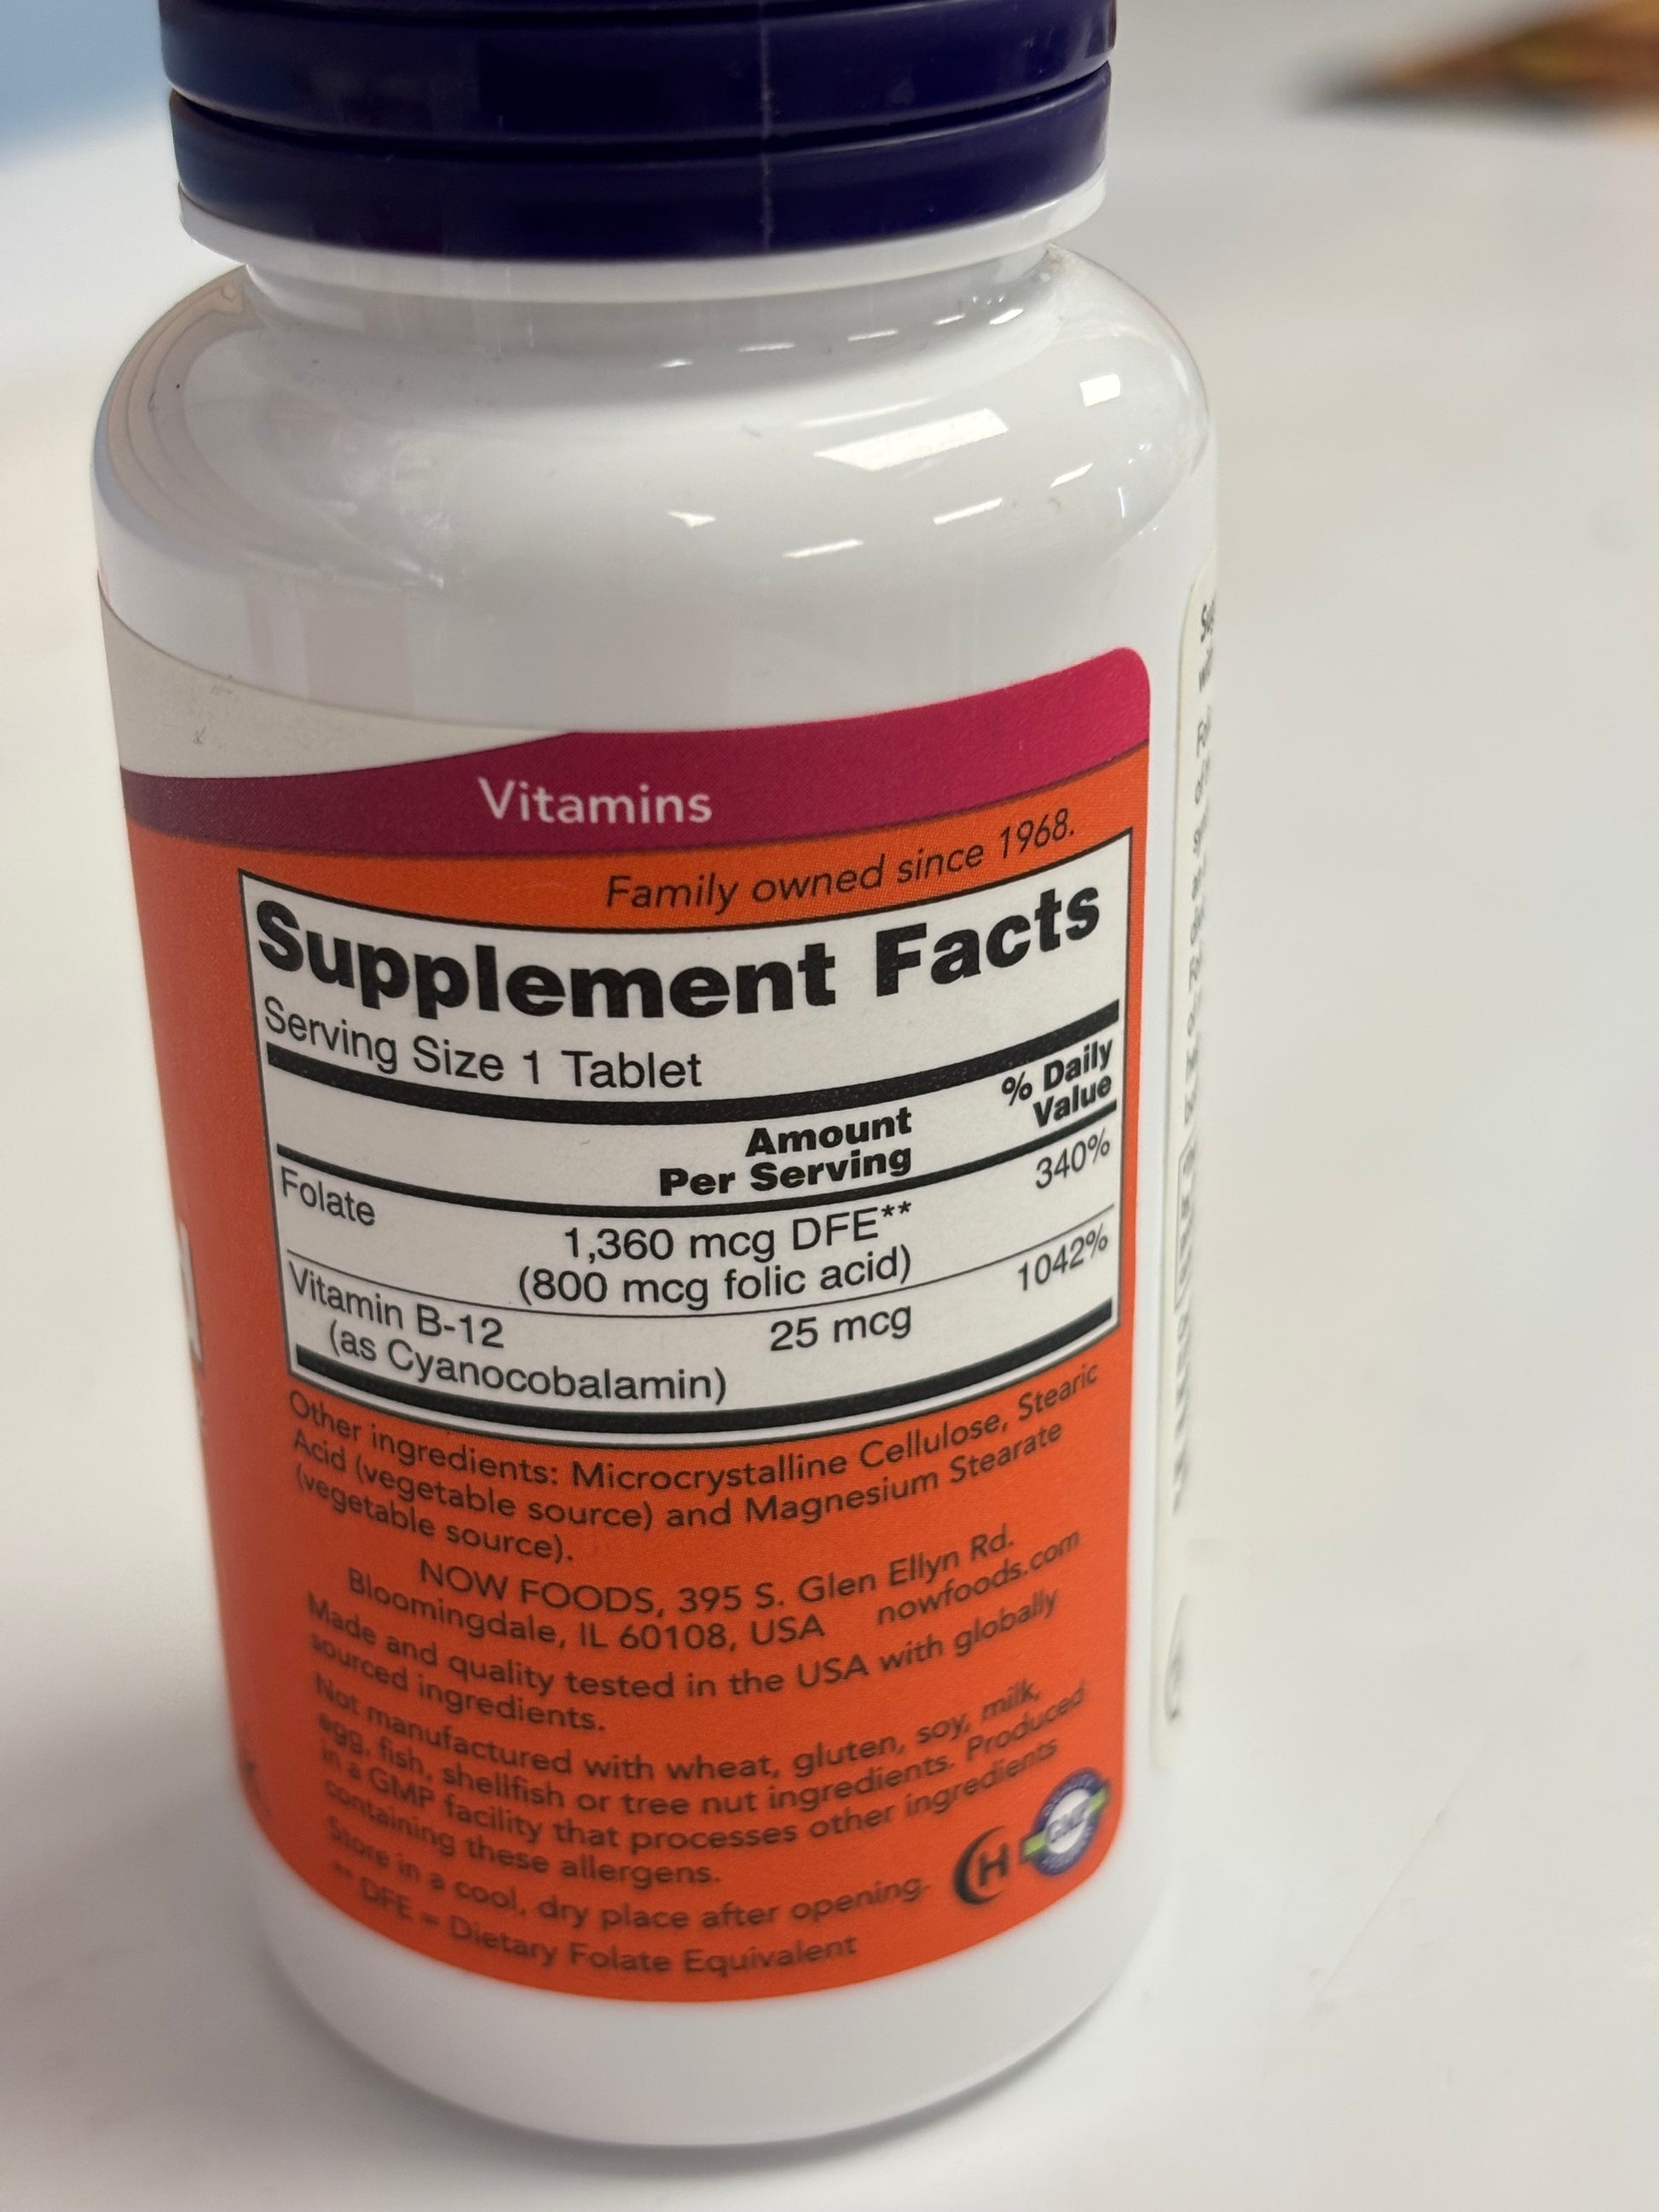 Vitamins
Family owned since 1968.
Supplement Facts
Serving Size 1 Tablet
Amount Per Serving
% Daily Value
Folate 1,360 mcg DFE** 340%
(800 mcg folic acid)
Vitamin B-12 25 mcg 1042%
(as Cyanocobalamin)
Other ingredients: Microcrystalline Cellulose, Stearic
Acid (vegetable source) and Magnesium Stearate
(vegetable source).
NOW FOODS, 395 S. Glen Ellyn Rd.
Bloomingdale, IL 60108, USA nowfoods.com
Made and quality tested in the USA with globally
sourced ingredients.
Not manufactured with wheat, gluten, soy, milk,
egg, fish, shellfish or tree nut ingredients. Produced
in a GMP facility that processes other ingredients
containing these allergens.
Store in a cool, dry place after opening.
** DFE = Dietary Folate Equivalent
H
GMP